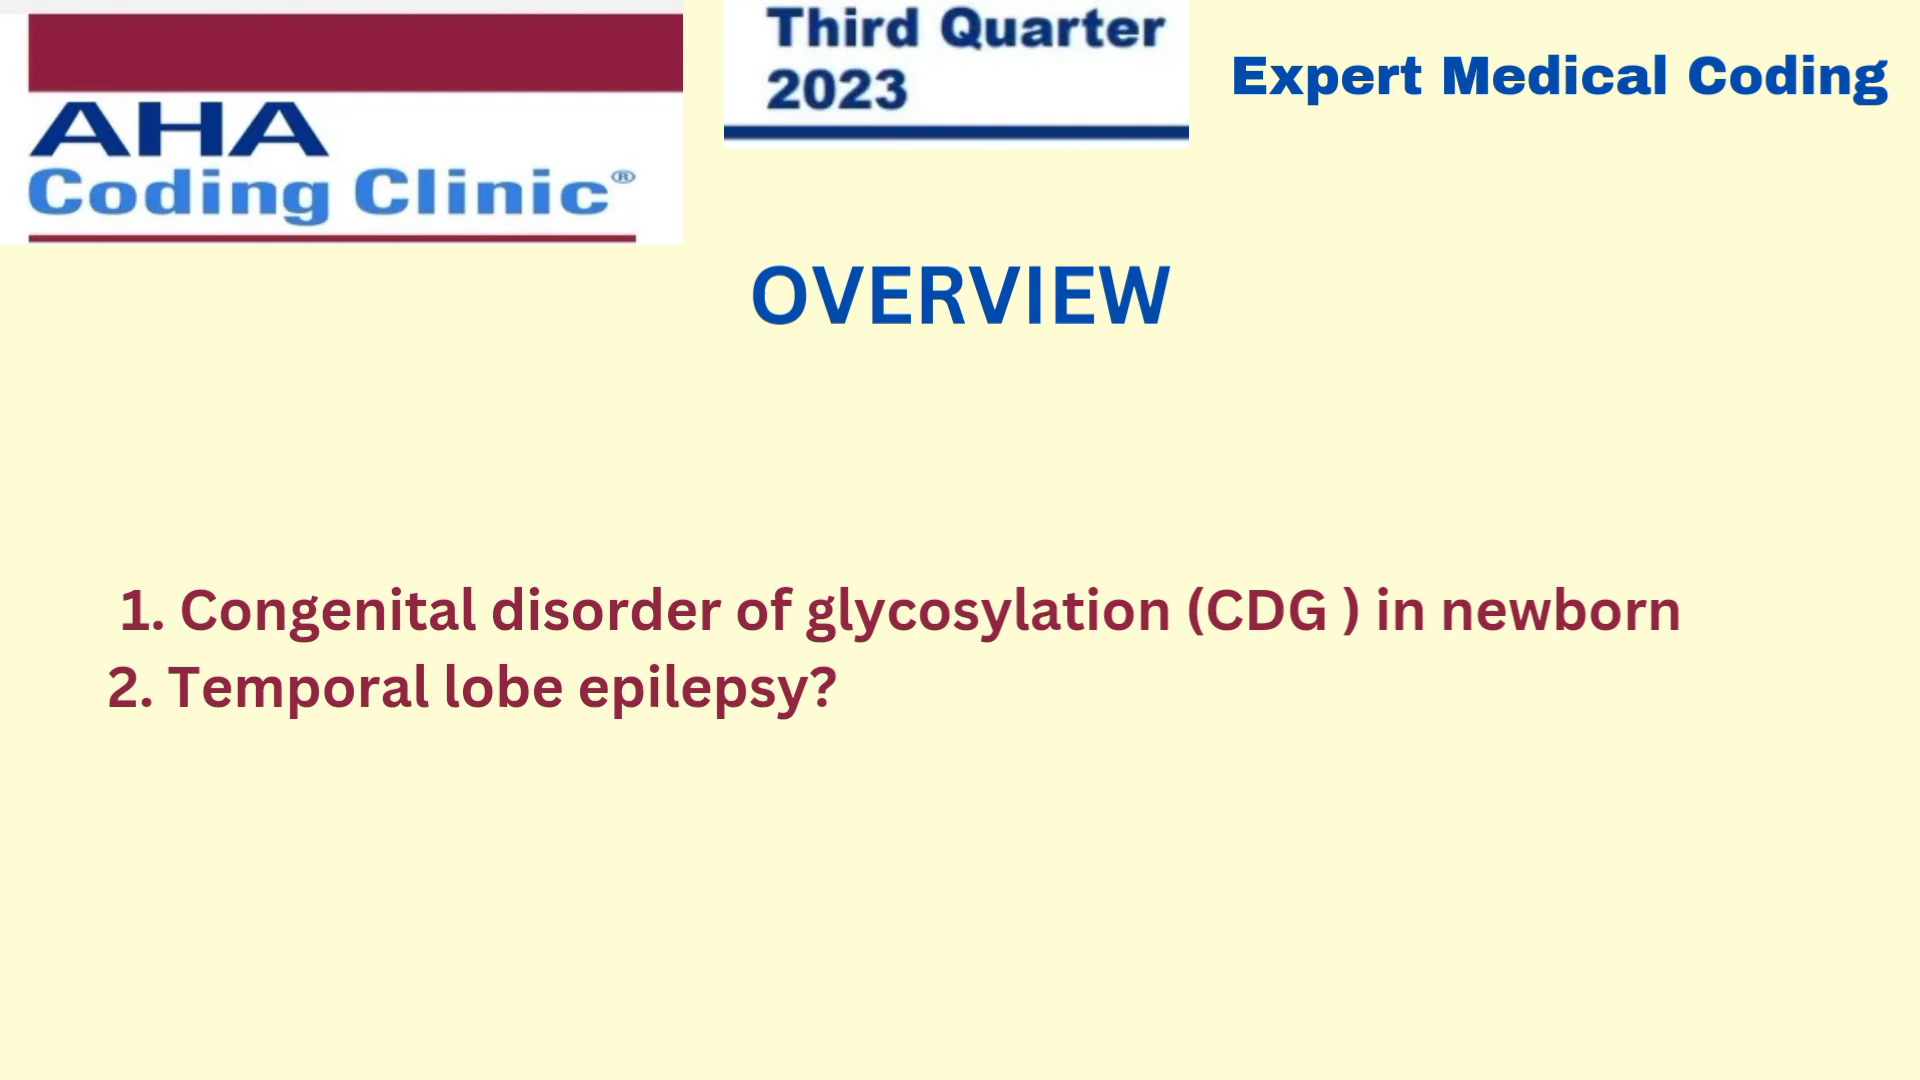 AHA
Coding Clinic®
Third Quarter
2023
Expert Medical Coding
OVERVIEW
1. Congenital disorder of glycosylation (CDG ) in newborn
2. Temporal lobe epilepsy?